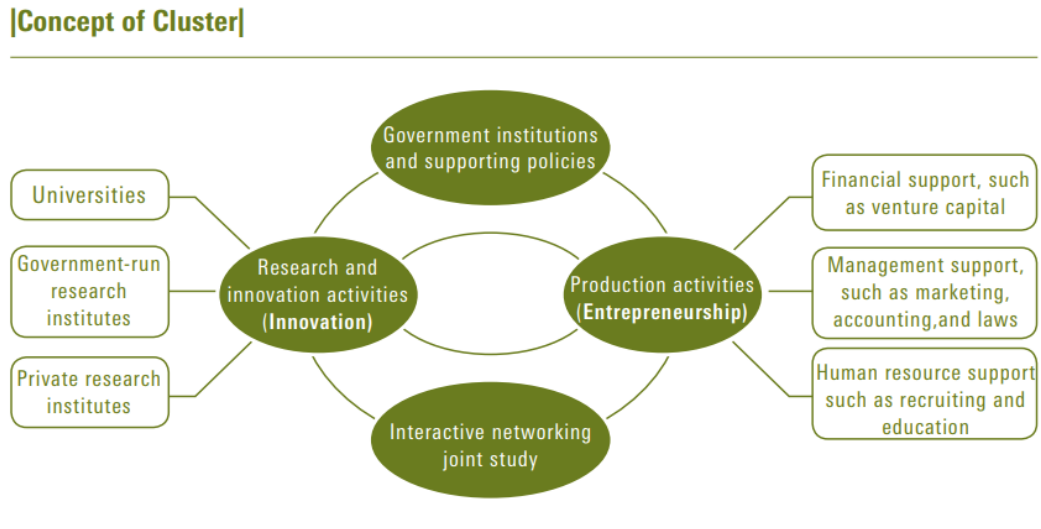 |Concept of Cluster|
Government institutions
and supporting policies
Universities
Government-run
research
institutes
Private research
institutes
Research and
innovation activities
(Innovation)
Production activities
(Entrepreneurship)
Interactive networking
joint study
Financial support, such
as venture capital
Management support,
such as marketing,
accounting,and laws
Human resource support
such as recruiting and
education